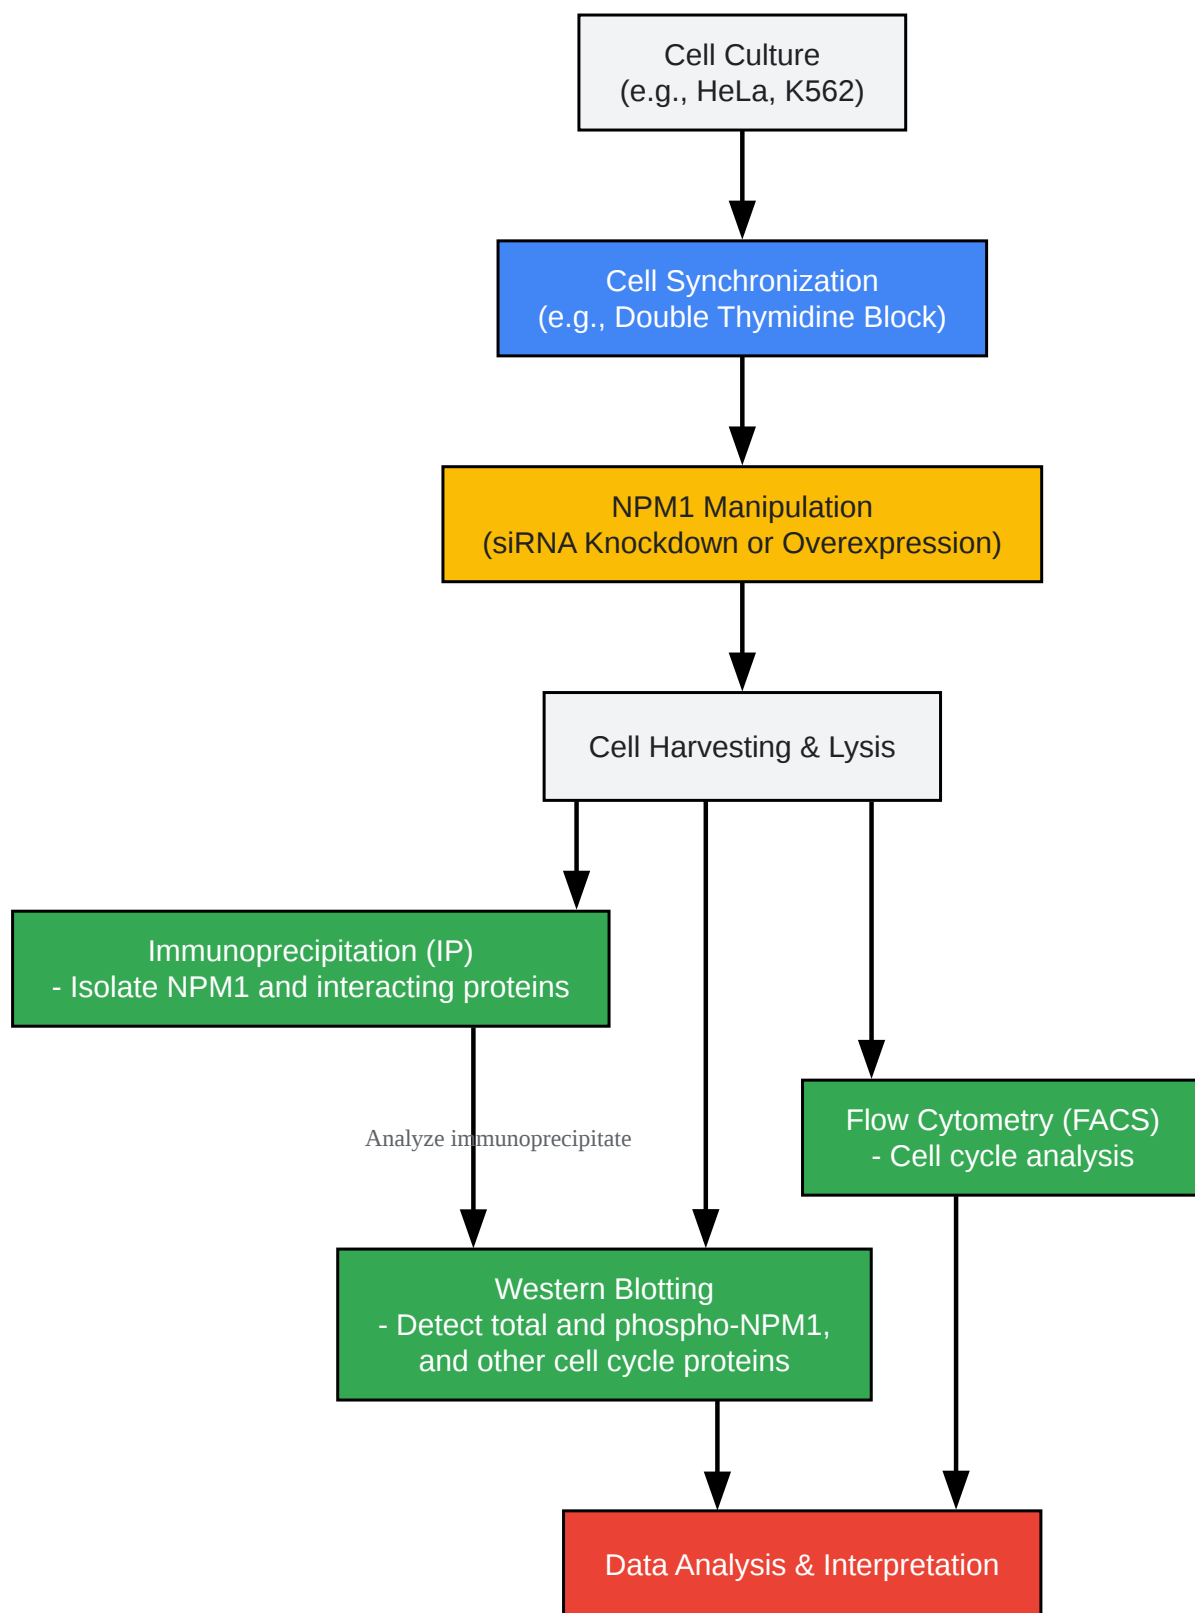 Cell Culture
(e.g., HeLa, K562)
Cell Synchronization
(e.g., Double Thymidine Block)
NPM1 Manipulation
(siRNA Knockdown or Overexpression)
Cell Harvesting & Lysis
Immunoprecipitation (IP)
- Isolate NPM1 and interacting proteins
Analyze immunoprecipitate
Flow Cytometry (FACS)
- Cell cycle analysis
Western Blotting
- Detect total and phospho-NPM1,
and other cell cycle proteins
Data Analysis & Interpretation